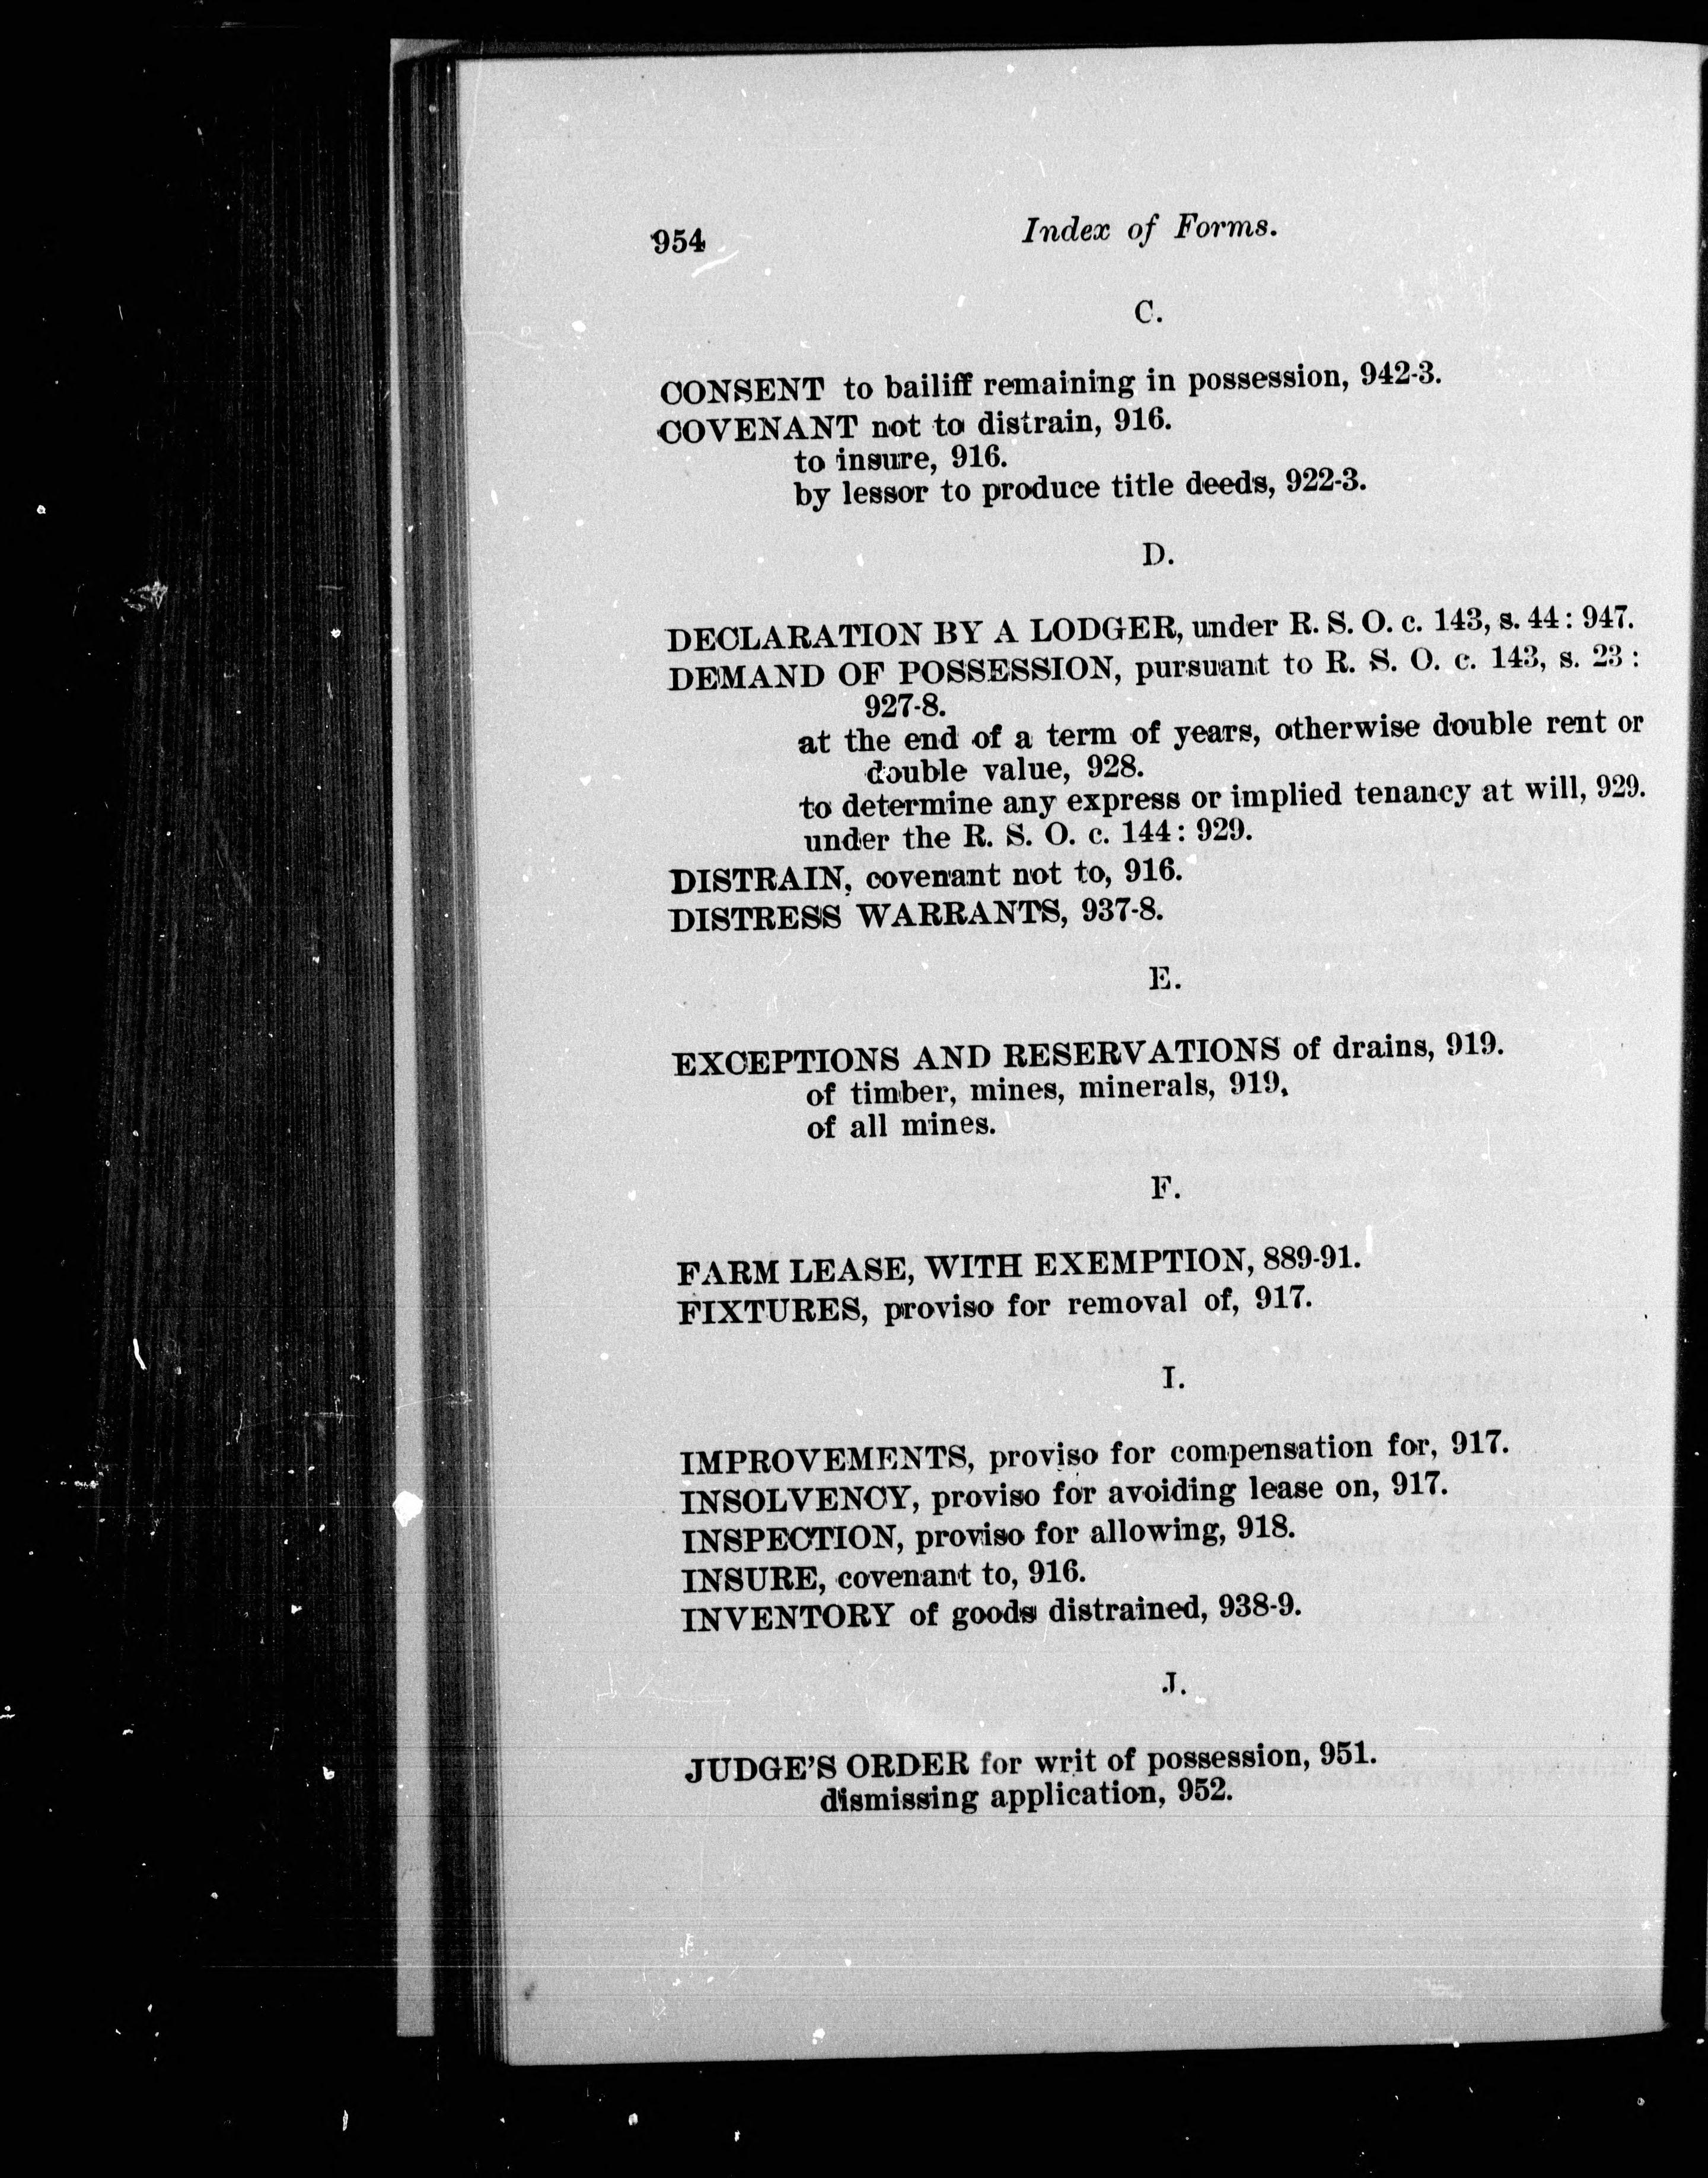 954
Index of Forms.
C.
CONSENT to bailiff remaining in possession, 942-3.
COVENANT not to distrain, 916.
to insure, 916.
by lessor to produce title deeds, 922-3.
D.
DECLARATION BY A LODGER, under R. S. O. c. 143, s. 44 : 947.
DEMAND OF POSSESSION, pursuant to R. S. O. c. 143, s. 23 :
927-8.
at the end of a term of years, otherwise double rent or
double value, 928.
to determine any express or implied tenancy at will, 929.
under the R. S. O. c. 144 : 929.
DISTRAIN, covenant not to, 916.
DISTRESS WARRANTS, 937-8.
E.
EXCEPTIONS AND RESERVATIONS of drains, 919.
of timber, mines, minerals, 919,
of all mines.
F.
FARM LEASE, WITH EXEMPTION, 889-91.
FIXTURES, proviso for removal of, 917.
I.
IMPROVEMENTS, proviso for compensation for, 917.
INSOLVENCY, proviso for avoiding lease on, 917.
INSPECTION, proviso for allowing, 918.
INSURE, covenant to, 916.
INVENTORY of goods distrained, 938-9.
J.
JUDGE'S ORDER for writ of possession, 951.
dismissing application, 952.